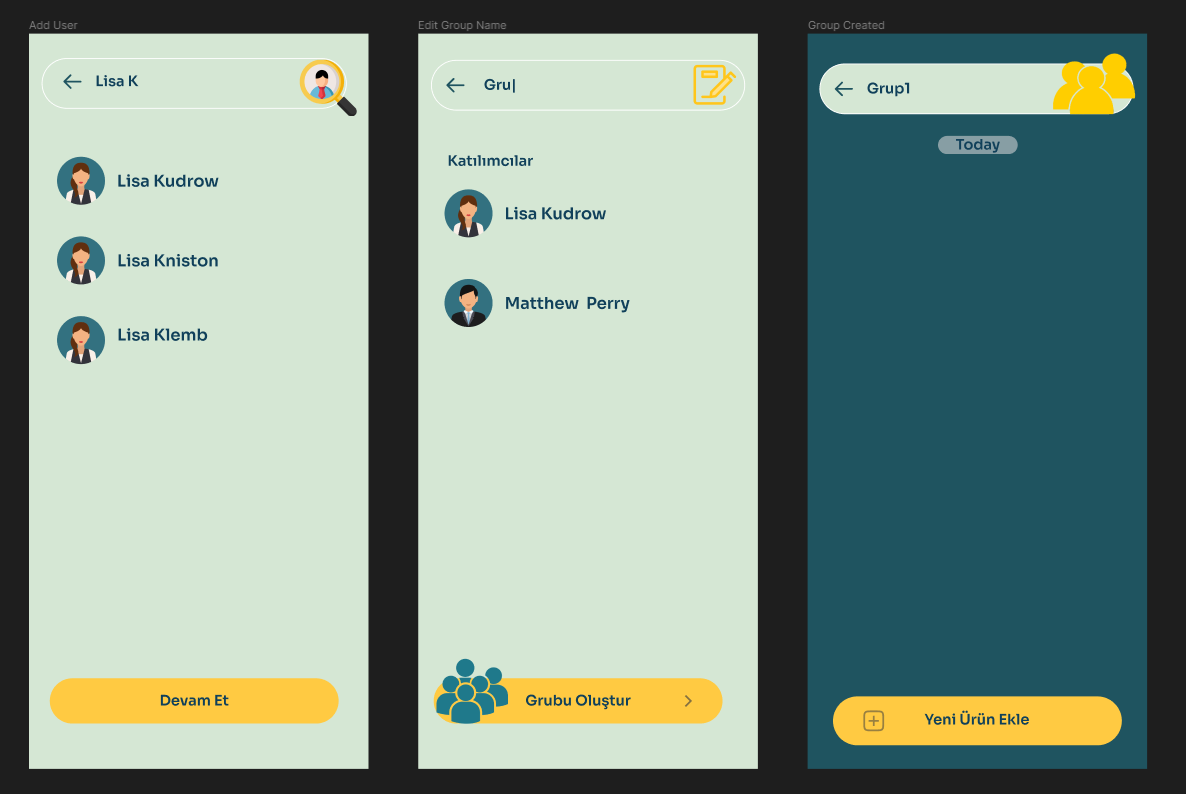 Add User
Lisa K
Lisa Kudrow
Lisa Kniston
Lisa Klemb
Devam Et
Edit Group Name
Gru|
Katılımcılar
Lisa Kudrow
Matthew Perry
Grubu Oluştur
Group Created
Grup1
Today
Yeni Ürün Ekle